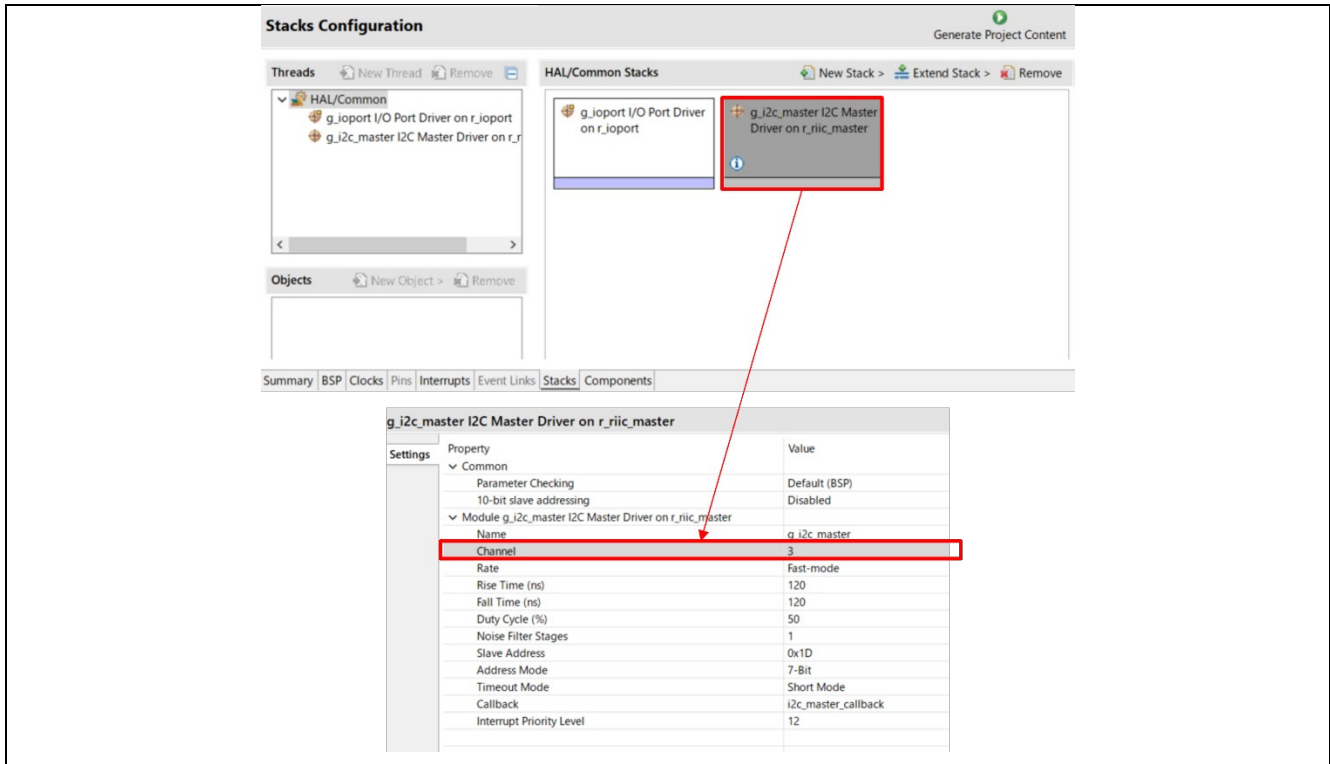 Stacks Configuration
Generate Project Content
Threads New Thread Remove
HAL/Common
g_ioport I/O Port Driver on r_ioport
g_i2c_master I2C Master Driver on r_r
Objects New Object > Remove
HAL/Common Stacks New Stack > Extend Stack > Remove
g_ioport I/O Port Driver
on r_ioport
g_i2c_master I2C Master
Driver on r_riic_master
Summary BSP Clocks Pins Interrupts Event Links Stacks Components
g_i2c_master I2C Master Driver on r_riic_master
Settings
Property Value
Common
Parameter Checking Default (BSP)
10-bit slave addressing Disabled
Module g_i2c_master I2C Master Driver on r_riic_master
Name g_i2c_master
Channel 3
Rate Fast-mode
Rise Time (ns) 120
Fall Time (ns) 120
Duty Cycle (%) 50
Noise Filter Stages 1
Slave Address 0x1D
Address Mode 7-Bit
Timeout Mode Short Mode
Callback i2c_master_callback
Interrupt Priority Level 12